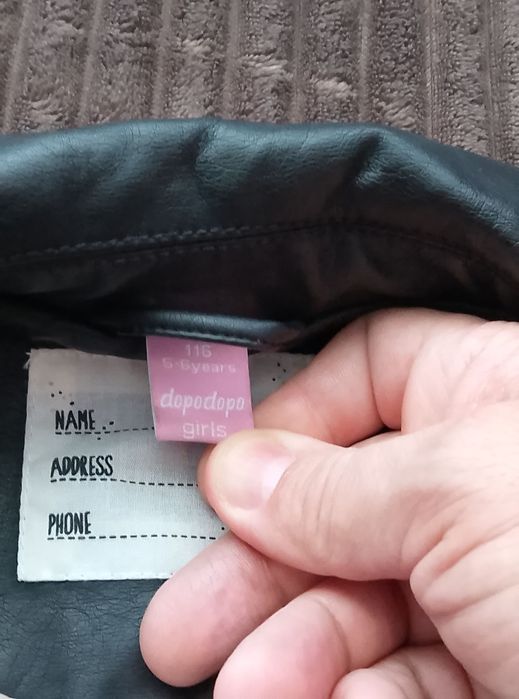 116
5-6years
dopodopo
girls
NAME
ADDRESS
PHONE